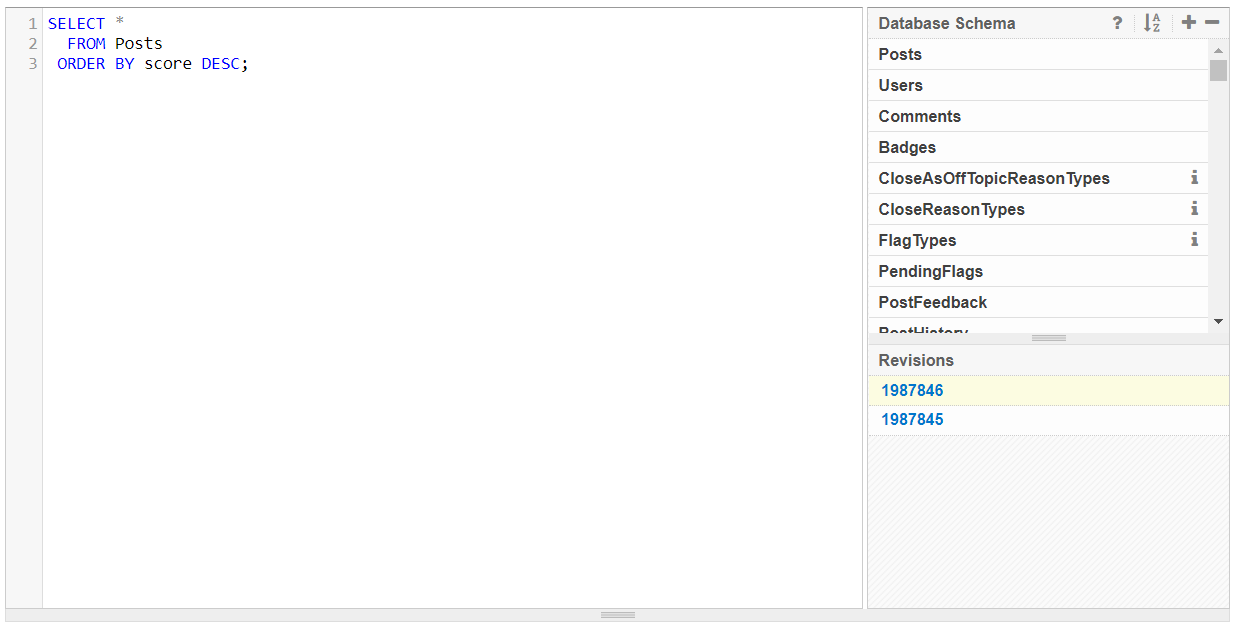 1 SELECT *
2 FROM Posts
3 ORDER BY score DESC;
Database Schema ?
Posts
Users
Comments
Badges
CloseAsOffTopicReasonTypes
CloseReasonTypes
FlagTypes
PendingFlags
PostFeedback
PostHistory
Revisions
1987846
1987845